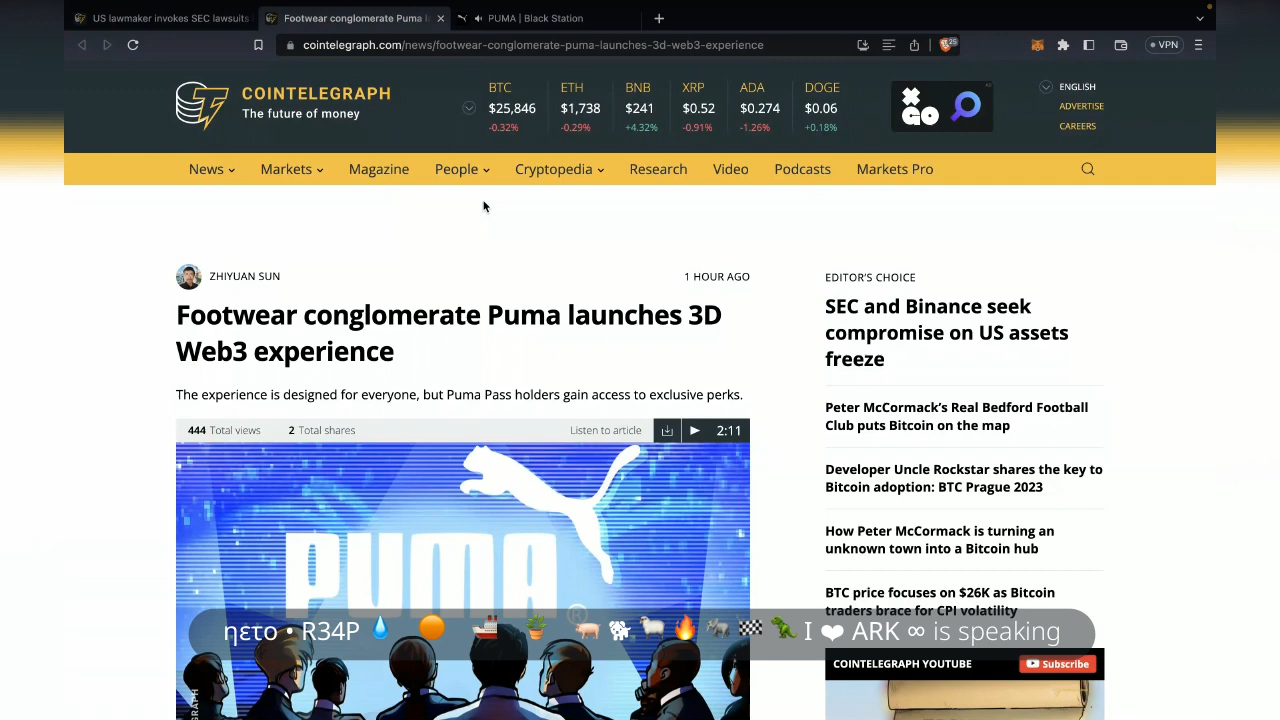 US lawmaker invokes SEC lawsuits
Footwear conglomerate Puma l
PUMA | Black Station
cointelegraph.com/news/footwear-conglomerate-puma-launches-3d-web3-experience
25
VPN
COINTELEGRAPH
The future of money
BTC
$25,846
-0.32%
ETH
$1,738
-0.29%
BNB
$241
+4.32%
XRP
$0.52
-0.91%
ADA
$0.274
-1.26%
DOGE
$0.06
+0.18%
GO
ENGLISH
ADVERTISE
CAREERS
News Markets Magazine People Cryptopedia Research Video Podcasts Markets Pro
ZHIYUAN SUN
1 HOUR AGO
Footwear conglomerate Puma launches 3D
Web3 experience
The experience is designed for everyone, but Puma Pass holders gain access to exclusive perks.
444 Total views 2 Total shares Listen to article 2:11
PUMA
®
EDITOR'S CHOICE
SEC and Binance seek
compromise on US assets
freeze
Peter McCormack's Real Bedford Football
Club puts Bitcoin on the map
Developer Uncle Rockstar shares the key to
Bitcoin adoption: BTC Prague 2023
How Peter McCormack is turning an
unknown town into a Bitcoin hub
BTC price focuses on $26K as Bitcoin
traders brace for CPI volatility
ηετο • R34P 💧 🟠 🚢 🪴 🐖 🐕‍🦺 🐑 🔥 🐘 🏁 🦖 I ❤ ARK ∞ is speaking
COINTELEGRAPH YOUTUBE
Subscribe